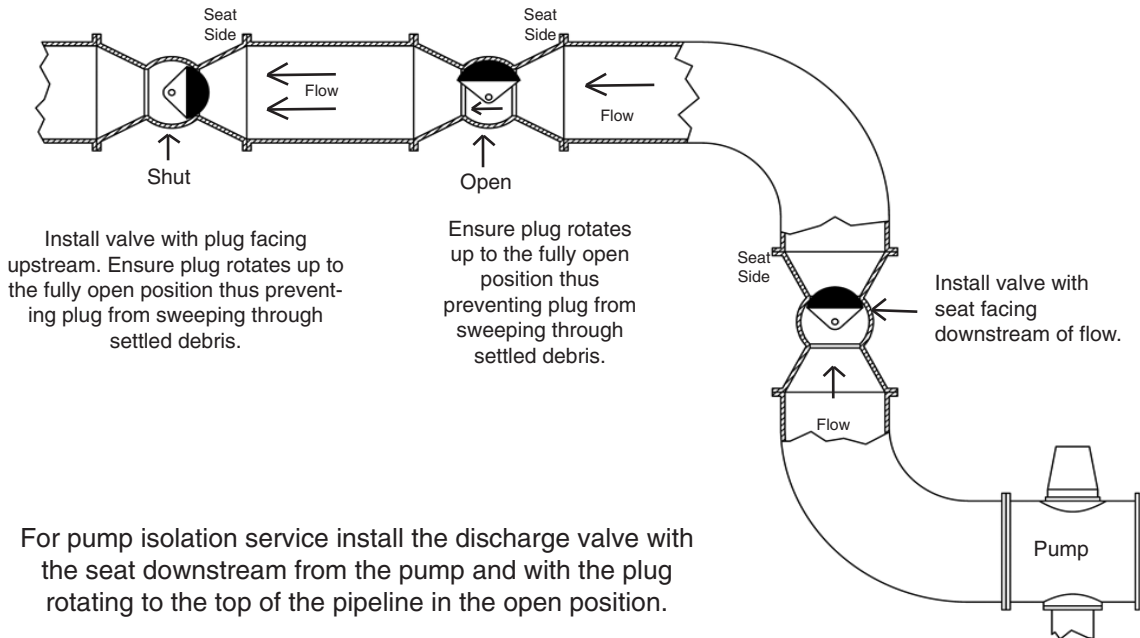 Seat
Side
Seat
Side
Flow
Flow
Shut
Open
Install valve with plug facing
upstream. Ensure plug rotates up to
the fully open position thus prevent-
ing plug from sweeping through
settled debris.
Ensure plug rotates
up to the fully open
position thus
preventing plug from
sweeping through
settled debris.
Seat
Side
Install valve with
seat facing
downstream of flow.
Flow
For pump isolation service install the discharge valve with
the seat downstream from the pump and with the plug
rotating to the top of the pipeline in the open position.
Pump